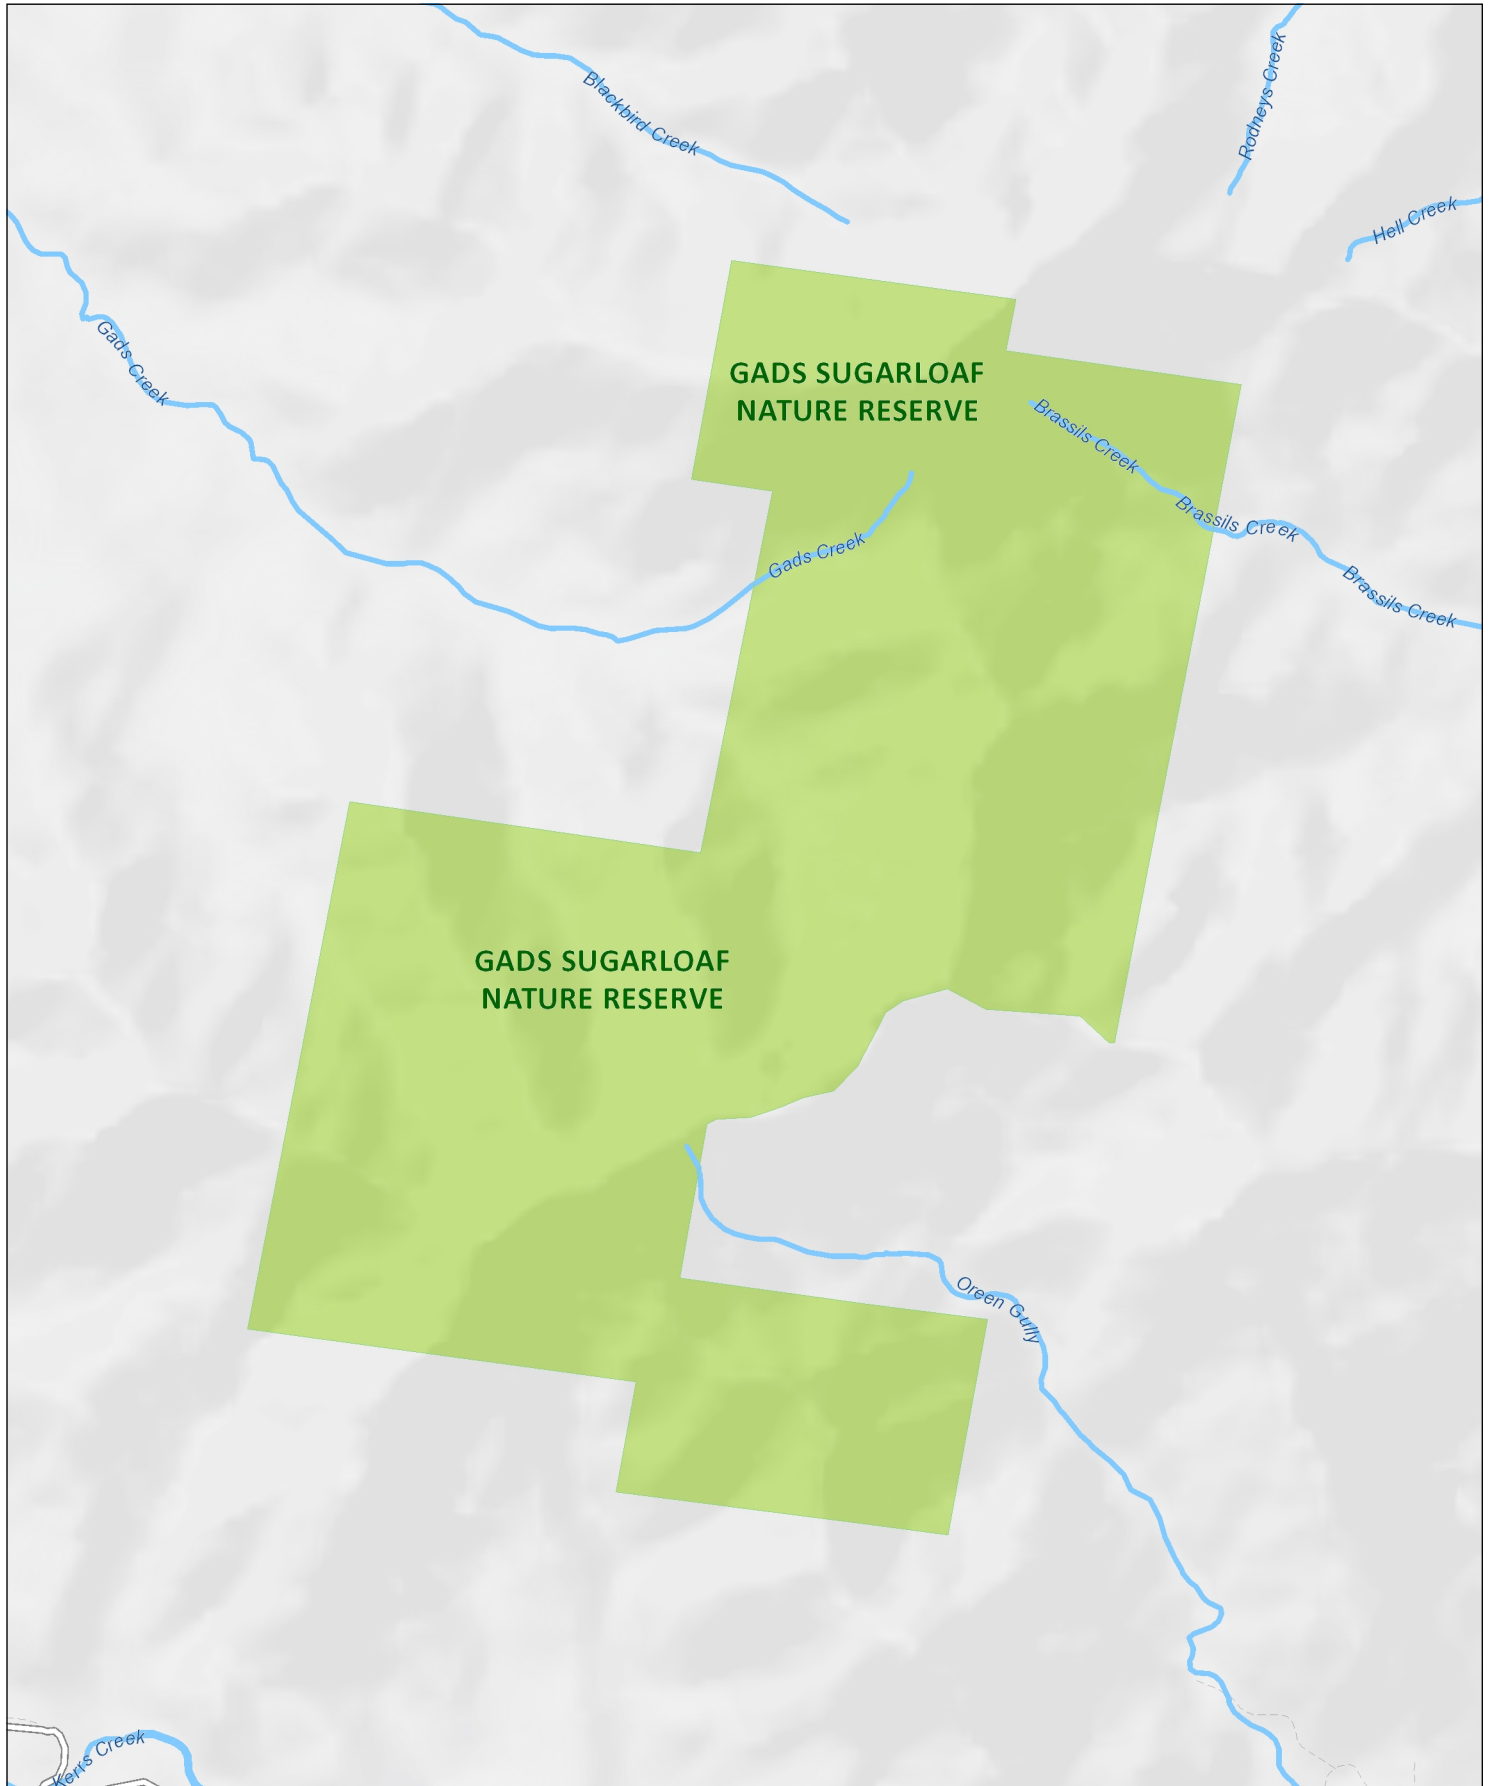 Blackbird Creek
Rodneys Creek
Hell Creek
Gads Creek
GADS SUGARLOAF
NATURE RESERVE
Brassils Creek
Brassils Creek
Gads Creek
Brassils Creek
GADS SUGARLOAF
NATURE RESERVE
Oreen Gully
Kerrs Creek